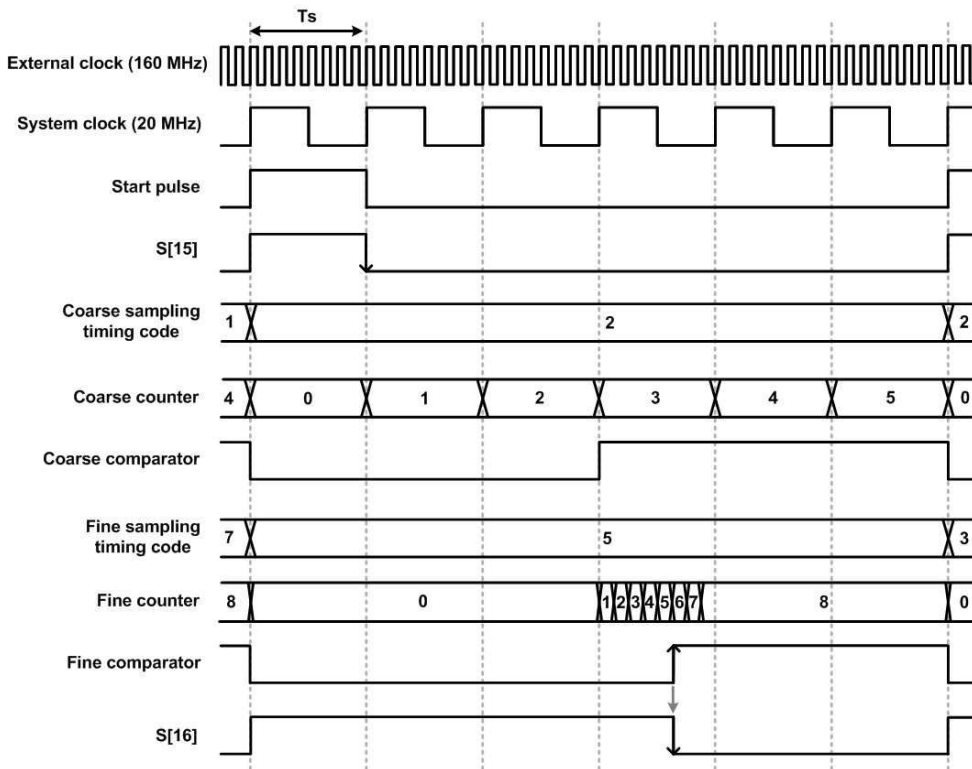 Ts
External clock (160 MHz)
System clock (20 MHz)
Start pulse
S[15]
Coarse sampling
timing code
1 2 2
Coarse counter 4 0 1 2 3 4 5 0
Coarse comparator
Fine sampling
timing code
7 5 3
Fine counter 8 0 1 2 3 4 5 6 7 8 0
Fine comparator
S[16]